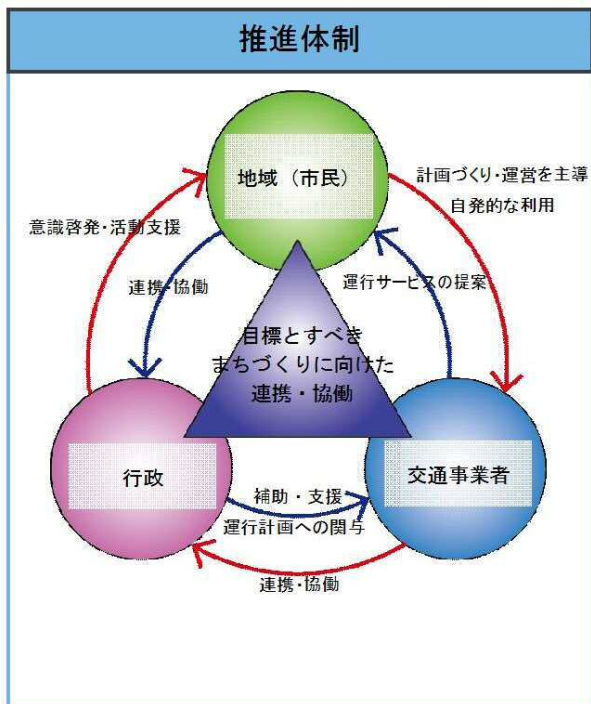 推進体制
地域（市民）
計画づくり・運営を主導
自発的な利用
意識啓発・活動支援
連携・協働
運行サービスの提案
目標とすべき
まちづくりに向けた
連携・協働
行政
交通事業者
補助・支援
運行計画への関与
連携・協働